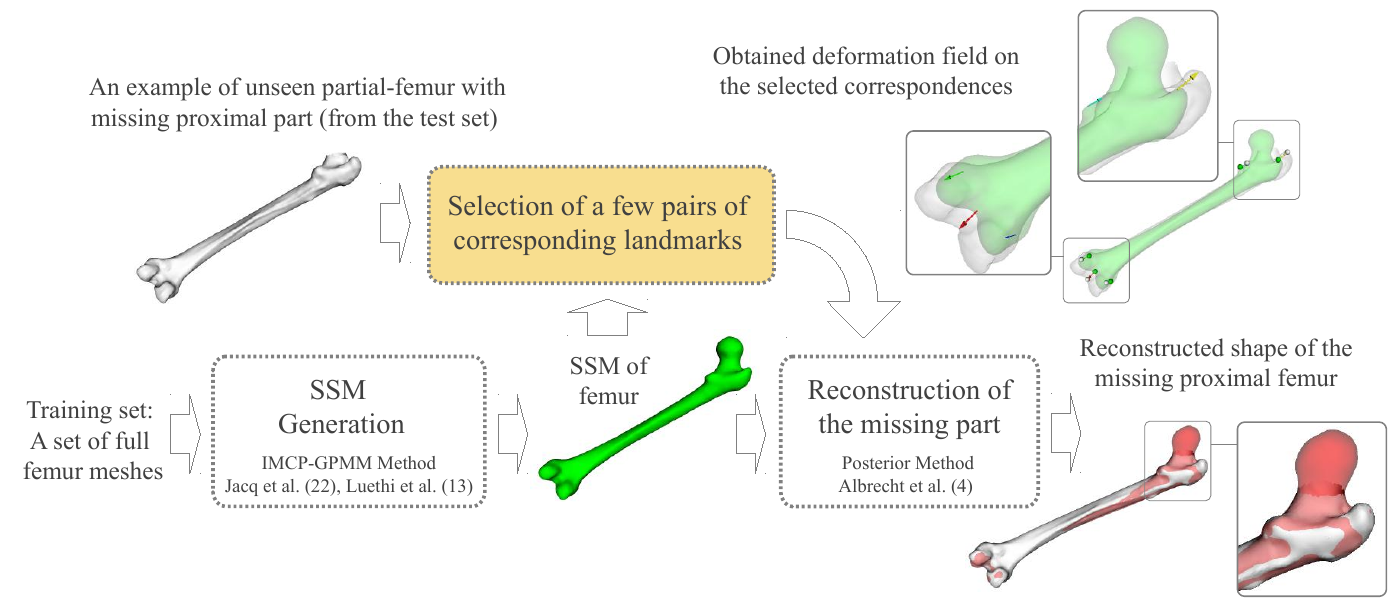 An example of unseen partial-femur with
missing proximal part (from the test set)
Obtained deformation field on
the selected correspondences
Selection of a few pairs of
corresponding landmarks
Training set:
A set of full
femur meshes
SSM
Generation
IMCP-GPMM Method
Jacq et al. (22), Luethi et al. (13)
SSM of
femur
Reconstruction of
the missing part
Posterior Method
Albrecht et al. (4)
Reconstructed shape of the
missing proximal femur